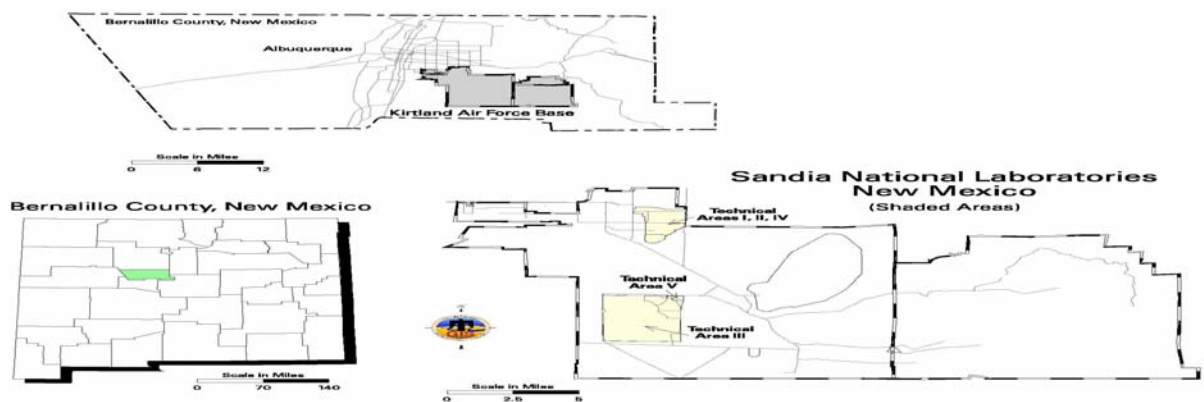 Bernalillo County, New Mexico
Albuquerque
Kirtland Air Force Base
Scale in Miles
0 6 12
Bernalillo County, New Mexico
Scale in Miles
0 70 140
Sandia National Laboratories
New Mexico
(Shaded Areas)
Technical
Areas I, II, IV
Technical
Area V
Technical
Area III
GIS
Scale in Miles
0 2.5 5